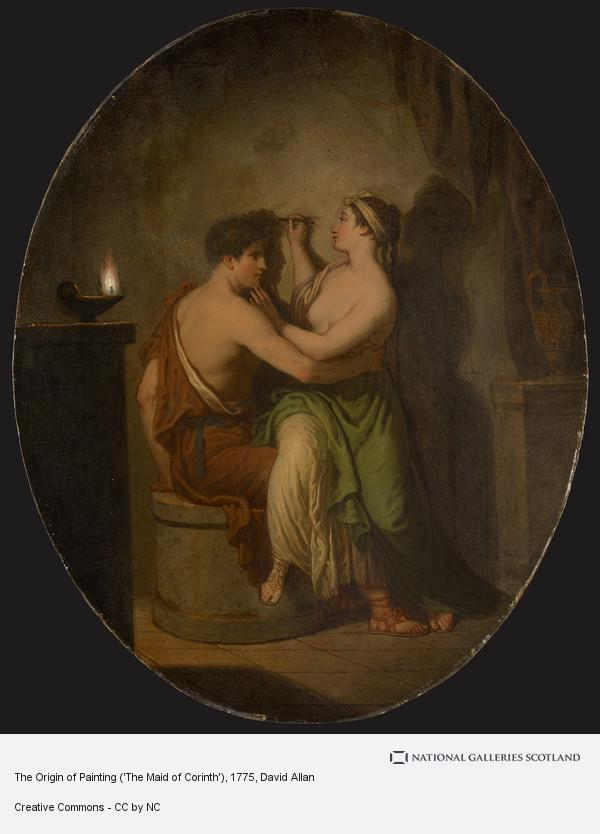 NATIONAL GALLERIES SCOTLAND
The Origin of Painting ('The Maid of Corinth'), 1775, David Allan
Creative Commons - CC by NC